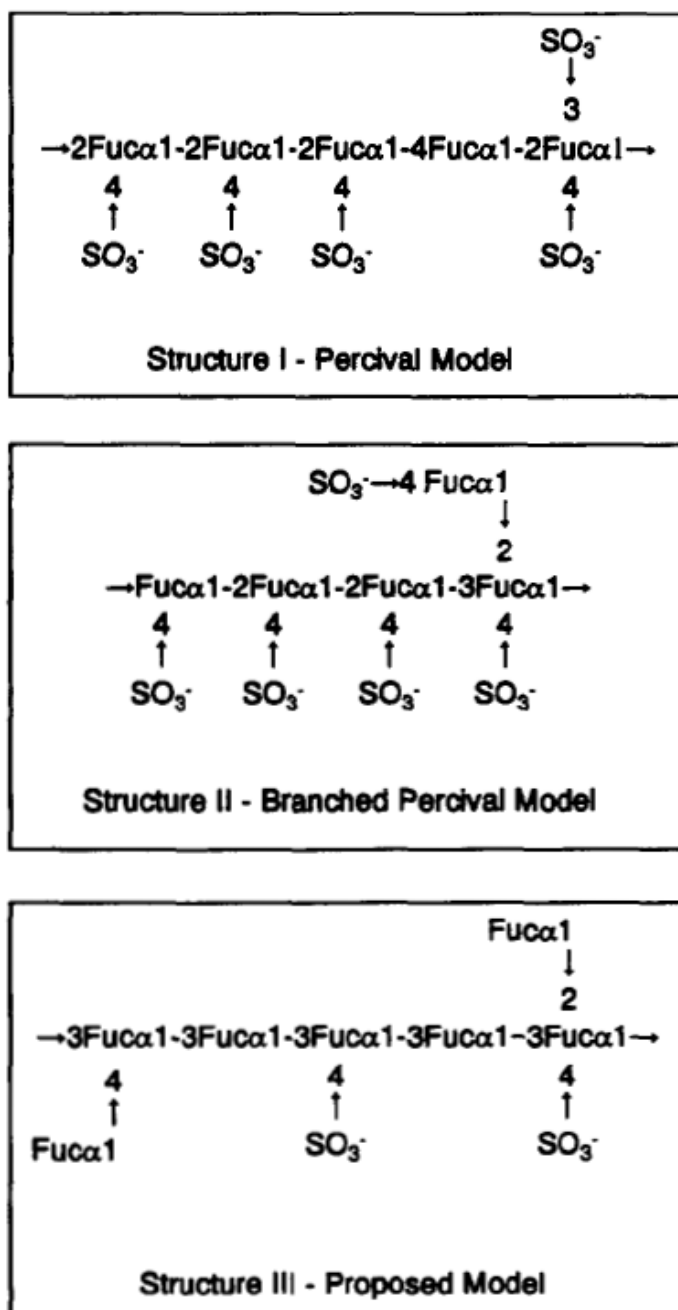 SO₃⁻
↓
3
→2Fucα1-2Fucα1-2Fucα1-4Fucα1-2Fucα1→
4 4 4 4
↑ ↑ ↑ ↑
SO₃⁻ SO₃⁻ SO₃⁻ SO₃⁻
Structure I - Percival Model
SO₃⁻→4 Fucα1
↓
2
→Fucα1-2Fucα1-2Fucα1-3Fucα1→
4 4 4 4
↑ ↑ ↑ ↑
SO₃⁻ SO₃⁻ SO₃⁻ SO₃⁻
Structure II - Branched Percival Model
Fucα1
↓
2
→3Fucα1-3Fucα1-3Fucα1-3Fucα1-3Fucα1→
4 4 4
↑ ↑ ↑
Fucα1 SO₃⁻ SO₃⁻
Structure III - Proposed Model